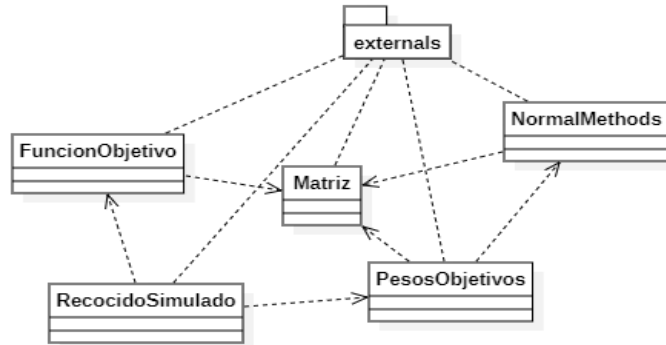 externals
NormalMethods
FuncionObjetivo
Matriz
PesosObjetivos
RecocidoSimulado